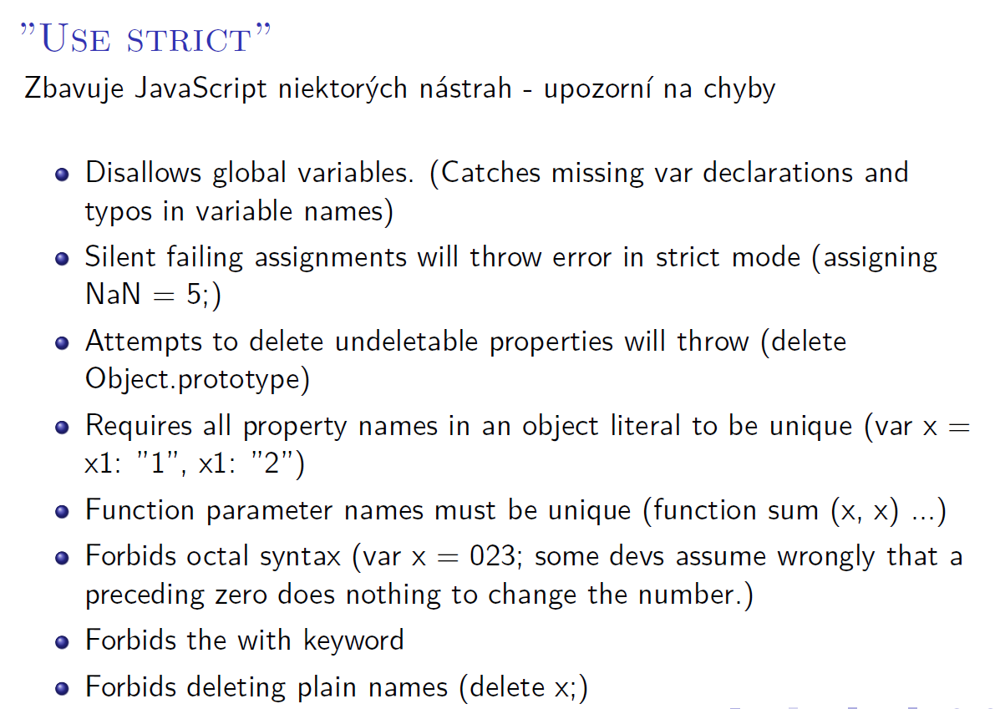 ”Use strict”
Zbavuje JavaScript niektorých nástrah - upozorní na chyby
Disallows global variables. (Catches missing var declarations and
typos in variable names)
Silent failing assignments will throw error in strict mode (assigning
NaN = 5;)
Attempts to delete undeletable properties will throw (delete
Object.prototype)
Requires all property names in an object literal to be unique (var x =
x1: ”1”, x1: ”2”)
Function parameter names must be unique (function sum (x, x) ...)
Forbids octal syntax (var x = 023; some devs assume wrongly that a
preceding zero does nothing to change the number.)
Forbids the with keyword
Forbids deleting plain names (delete x;)